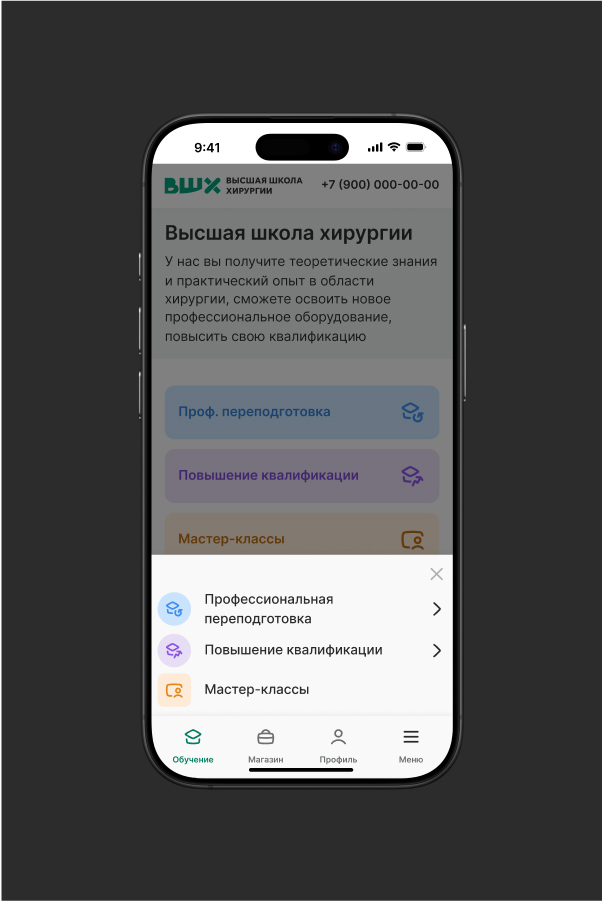 9:41
ВШХ ВЫСШАЯ ШКОЛА
ХИРУРГИИ
+7 (900) 000-00-00
Высшая школа хирургии
У нас вы получите теоретические знания
и практический опыт в области
хирургии, сможете освоить новое
профессиональное оборудование,
повысить свою квалификацию
Проф. переподготовка
Повышение квалификации
Мастер-классы
Профессиональная
переподготовка
Повышение квалификации
Мастер-классы
Обучение
Магазин
Профиль
Меню